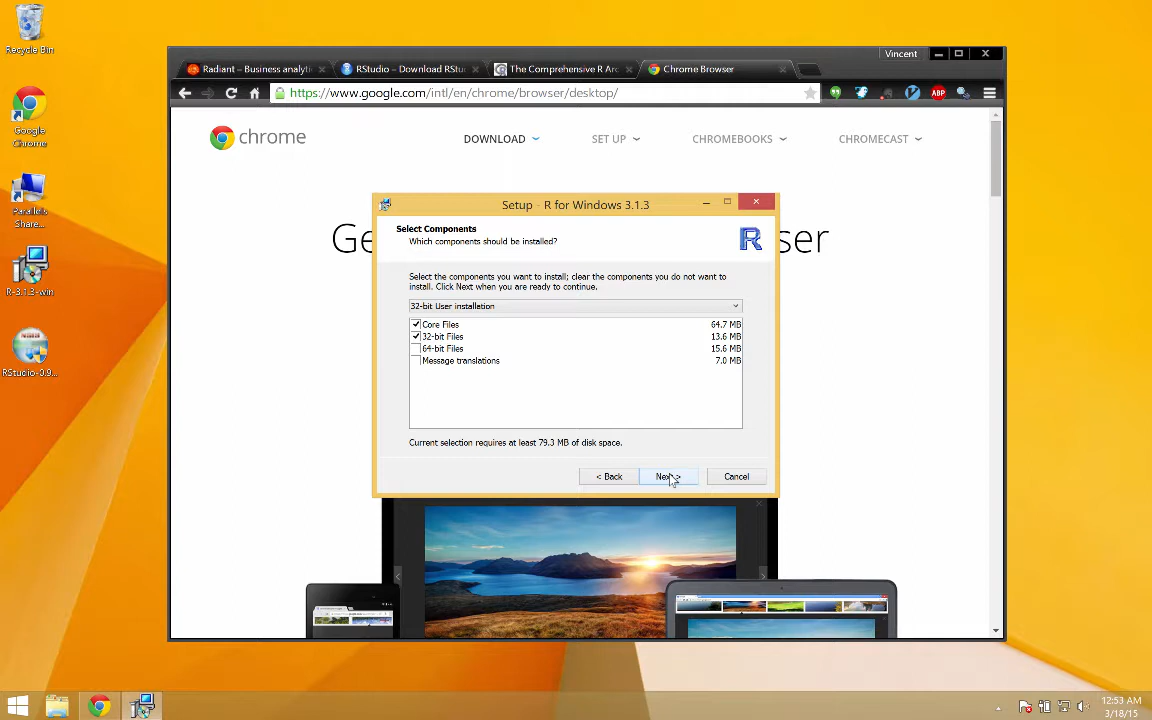 Recycle Bin
Google
Chrome
Parallels
Share...
R-3.1.3-win
RStudio-0.9...
Vincent
Radiant – Business analyti
RStudio – Download RStu
The Comprehensive R Arc
Chrome Browser
https://www.google.com/intl/en/chrome/browser/desktop/
ABP
chrome
DOWNLOAD
SET UP
CHROMEBOOKS
CHROMECAST
Ge
ser
Setup - R for Windows 3.1.3
Select Components
Which components should be installed?
R
Select the components you want to install; clear the components you do not want to
install. Click Next when you are ready to continue.
32-bit User installation
Core Files 64.7 MB
32-bit Files 13.6 MB
64-bit Files 15.6 MB
Message translations 7.0 MB
Current selection requires at least 79.3 MB of disk space.
< Back
Next >
Cancel
12:53 AM
3/18/15